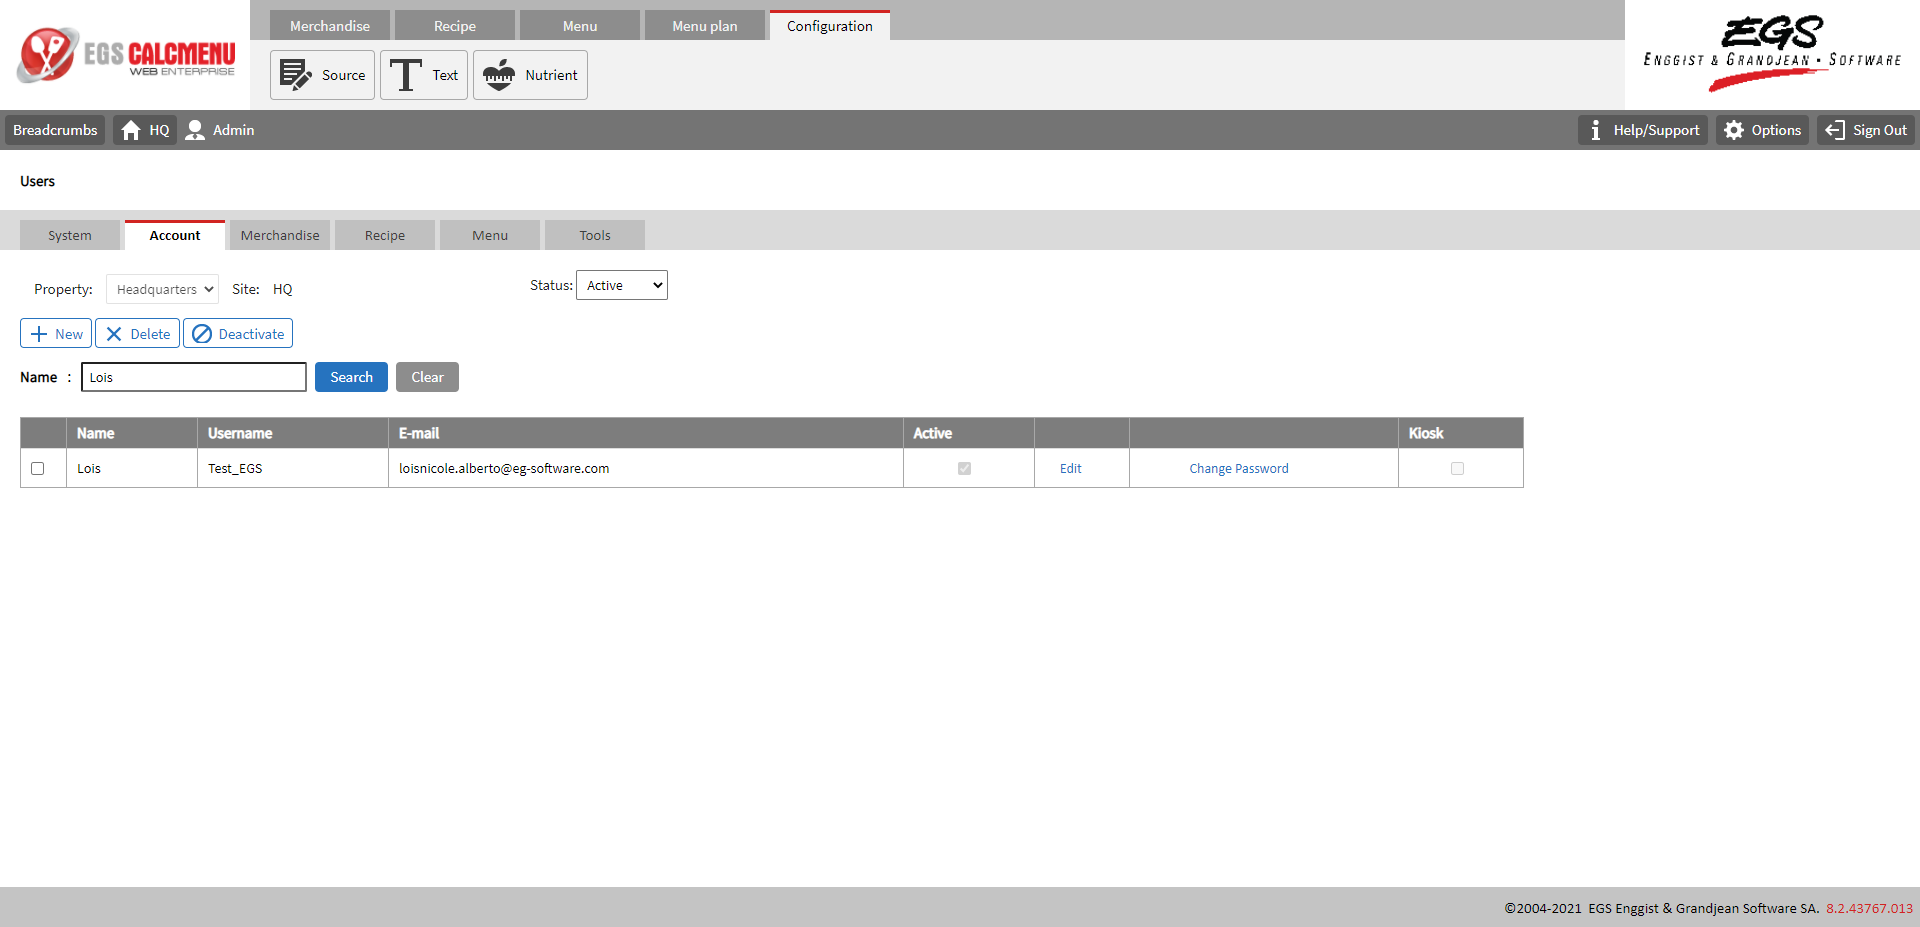 Merchandise Recipe Menu Menu plan Configuration
EGS CALCMENU
WEB ENTERPRISE
Source Text Nutrient
EGS
ENGGIST & GRANDJEAN • SOFTWARE
Breadcrumbs HQ Admin Help/Support Options Sign Out
Users
System Account Merchandise Recipe Menu Tools
Property: Headquarters Site: HQ Status: Active
New Delete Deactivate
Name : Lois Search Clear
Name Username E-mail Active Kiosk
Lois Test_EGS loisnicole.alberto@eg-software.com Edit Change Password
©2004-2021 EGS Enggist & Grandjean Software SA. 8.2.43767.013